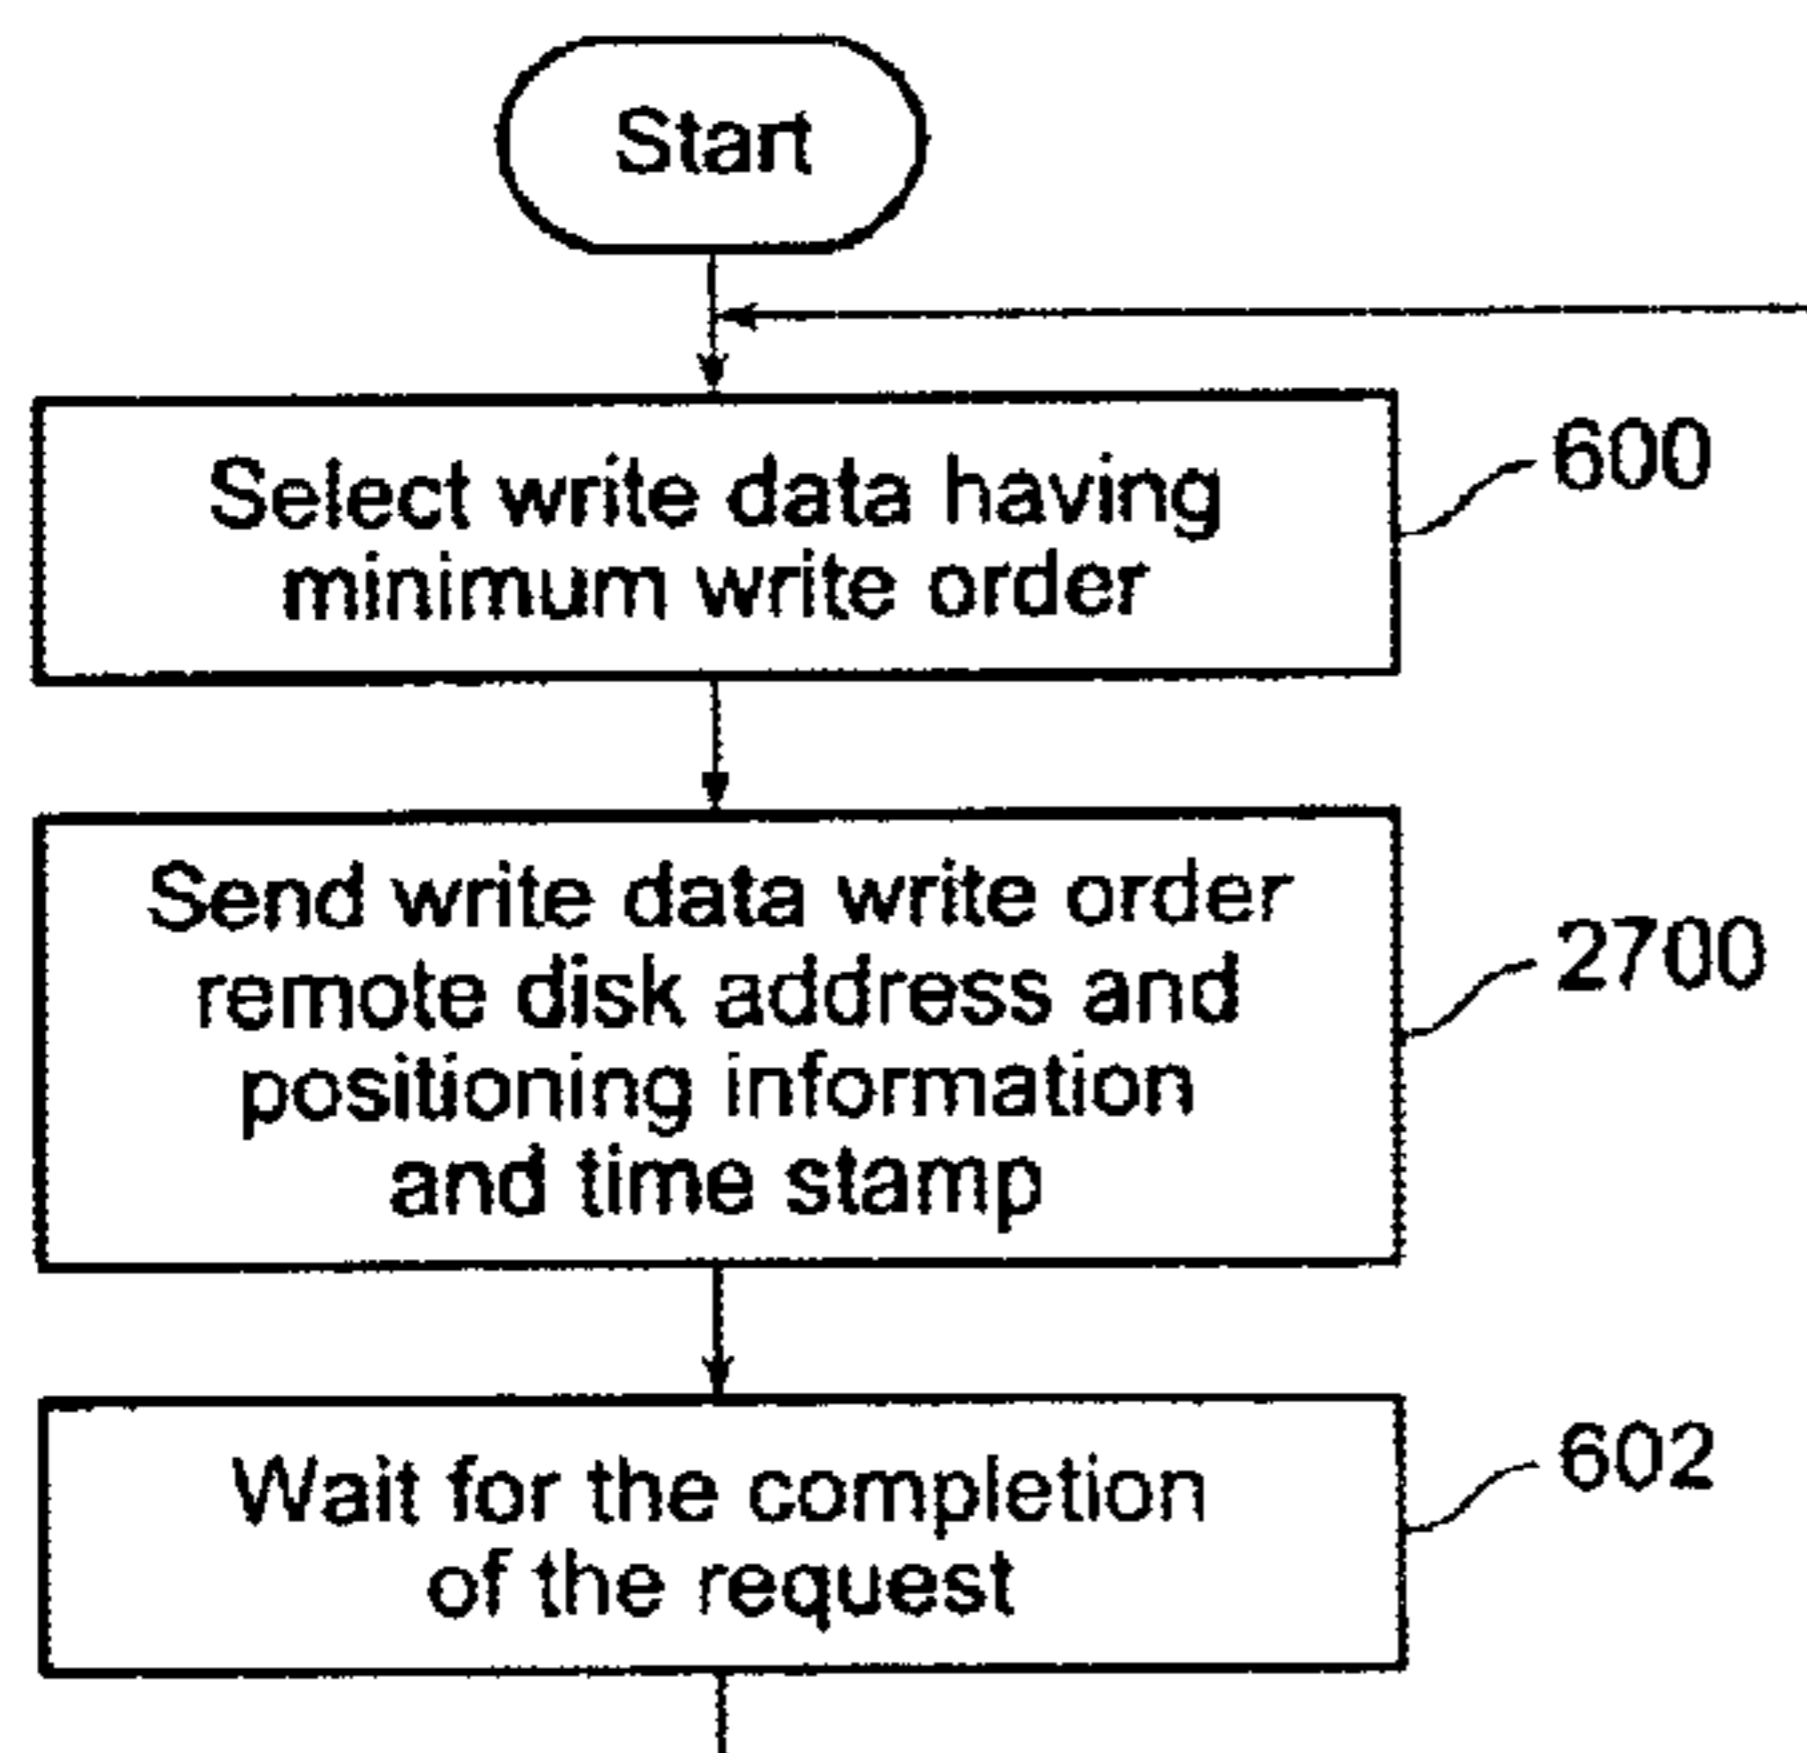 Start
Select write data having
minimum write order
600
Send write data write order
remote disk address and
positioning information
and time stamp
2700
Wait for the completion
of the request
602